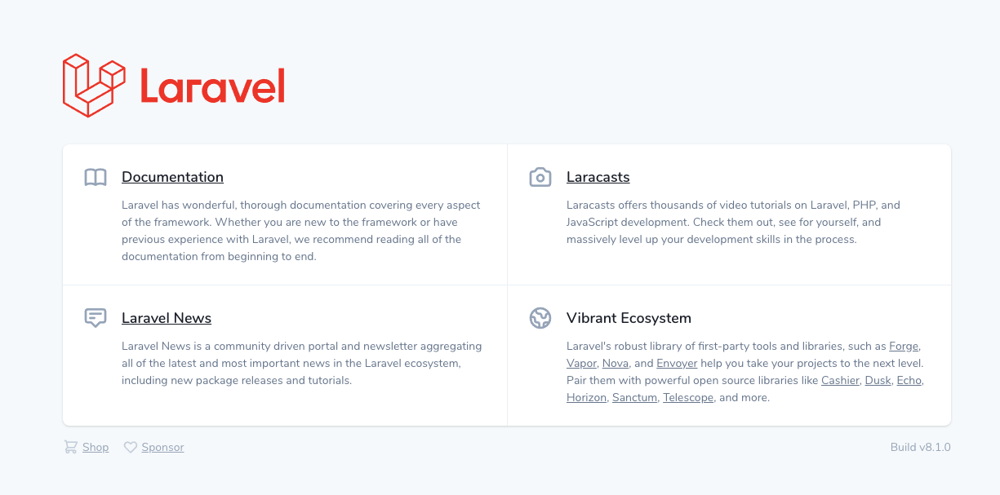 Laravel
Documentation
Laravel has wonderful, thorough documentation covering every aspect
of the framework. Whether you are new to the framework or have
previous experience with Laravel, we recommend reading all of the
documentation from beginning to end.
Laracasts
Laracasts offers thousands of video tutorials on Laravel, PHP, and
JavaScript development. Check them out, see for yourself, and
massively level up your development skills in the process.
Laravel News
Laravel News is a community driven portal and newsletter aggregating
all of the latest and most important news in the Laravel ecosystem,
including new package releases and tutorials.
Vibrant Ecosystem
Laravel's robust library of first-party tools and libraries, such as Forge,
Vapor, Nova, and Envoyer help you take your projects to the next level.
Pair them with powerful open source libraries like Cashier, Dusk, Echo,
Horizon, Sanctum, Telescope, and more.
Shop Sponsor Build v8.1.0